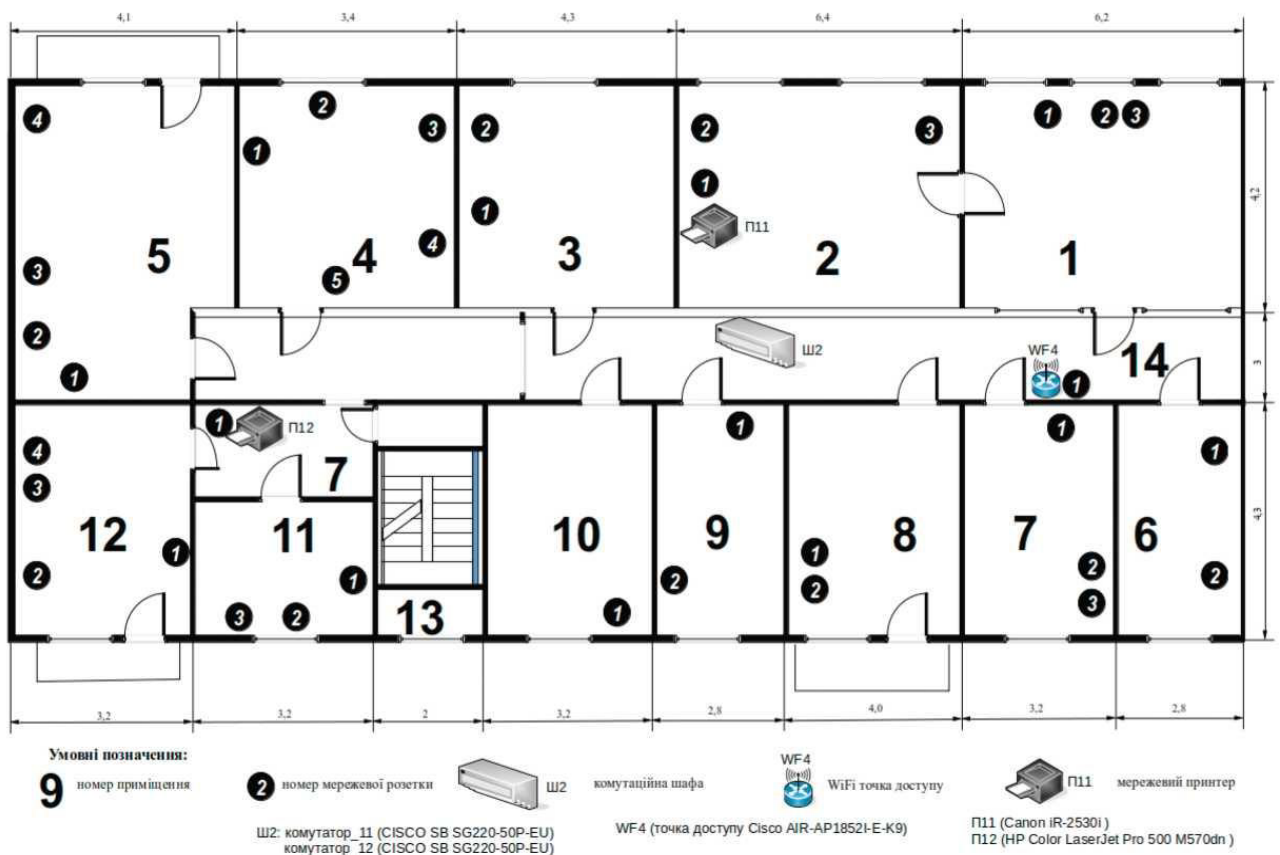 4,1 3,4 4,3 6,4 6,2
4 2 3 2 2 3 1 2 3
1 1 1
П11
4,2
3 5 4 4 3 2 1
5
2
Ш2
WF4
3
1 14 1
1 П12
4 1 1 1
3 7
12 11 10 9 8 7 6
4,3
1 1 2 1 2 2
2 2 3
3 2 13 1
3,2 3,2 2 3,2 2,8 4,0 3,2 2,8
Умовні позначення:
9 номер приміщення
2 номер мережевої розетки
Ш2 комутаційна шафа
WF4 WiFi точка доступу
П11 мережевий принтер
Ш2: комутатор_11 (CISCO SB SG220-50P-EU)
комутатор_12 (CISCO SB SG220-50P-EU)
WF4 (точка доступу Cisco AIR-AP1852I-E-K9)
П11 (Canon iR-2530i )
П12 (HP Color LaserJet Pro 500 M570dn )